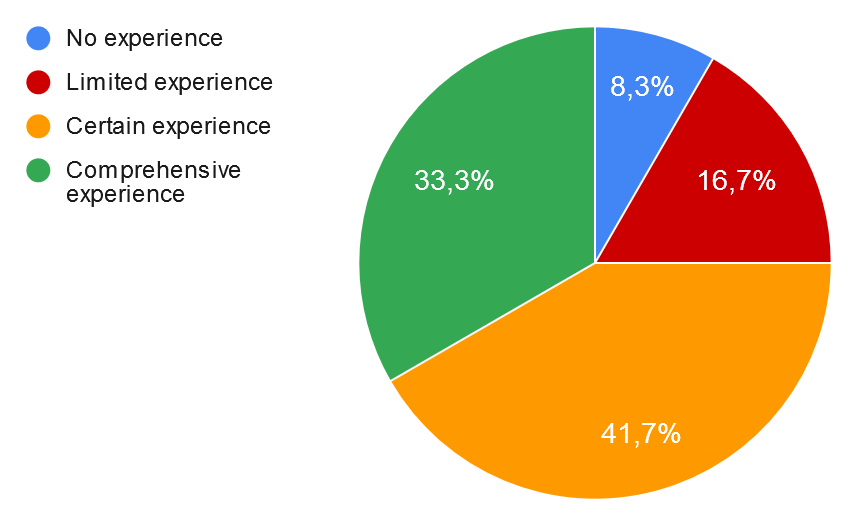 No experience
Limited experience
Certain experience
Comprehensive
experience
8,3%
16,7%
33,3%
41,7%